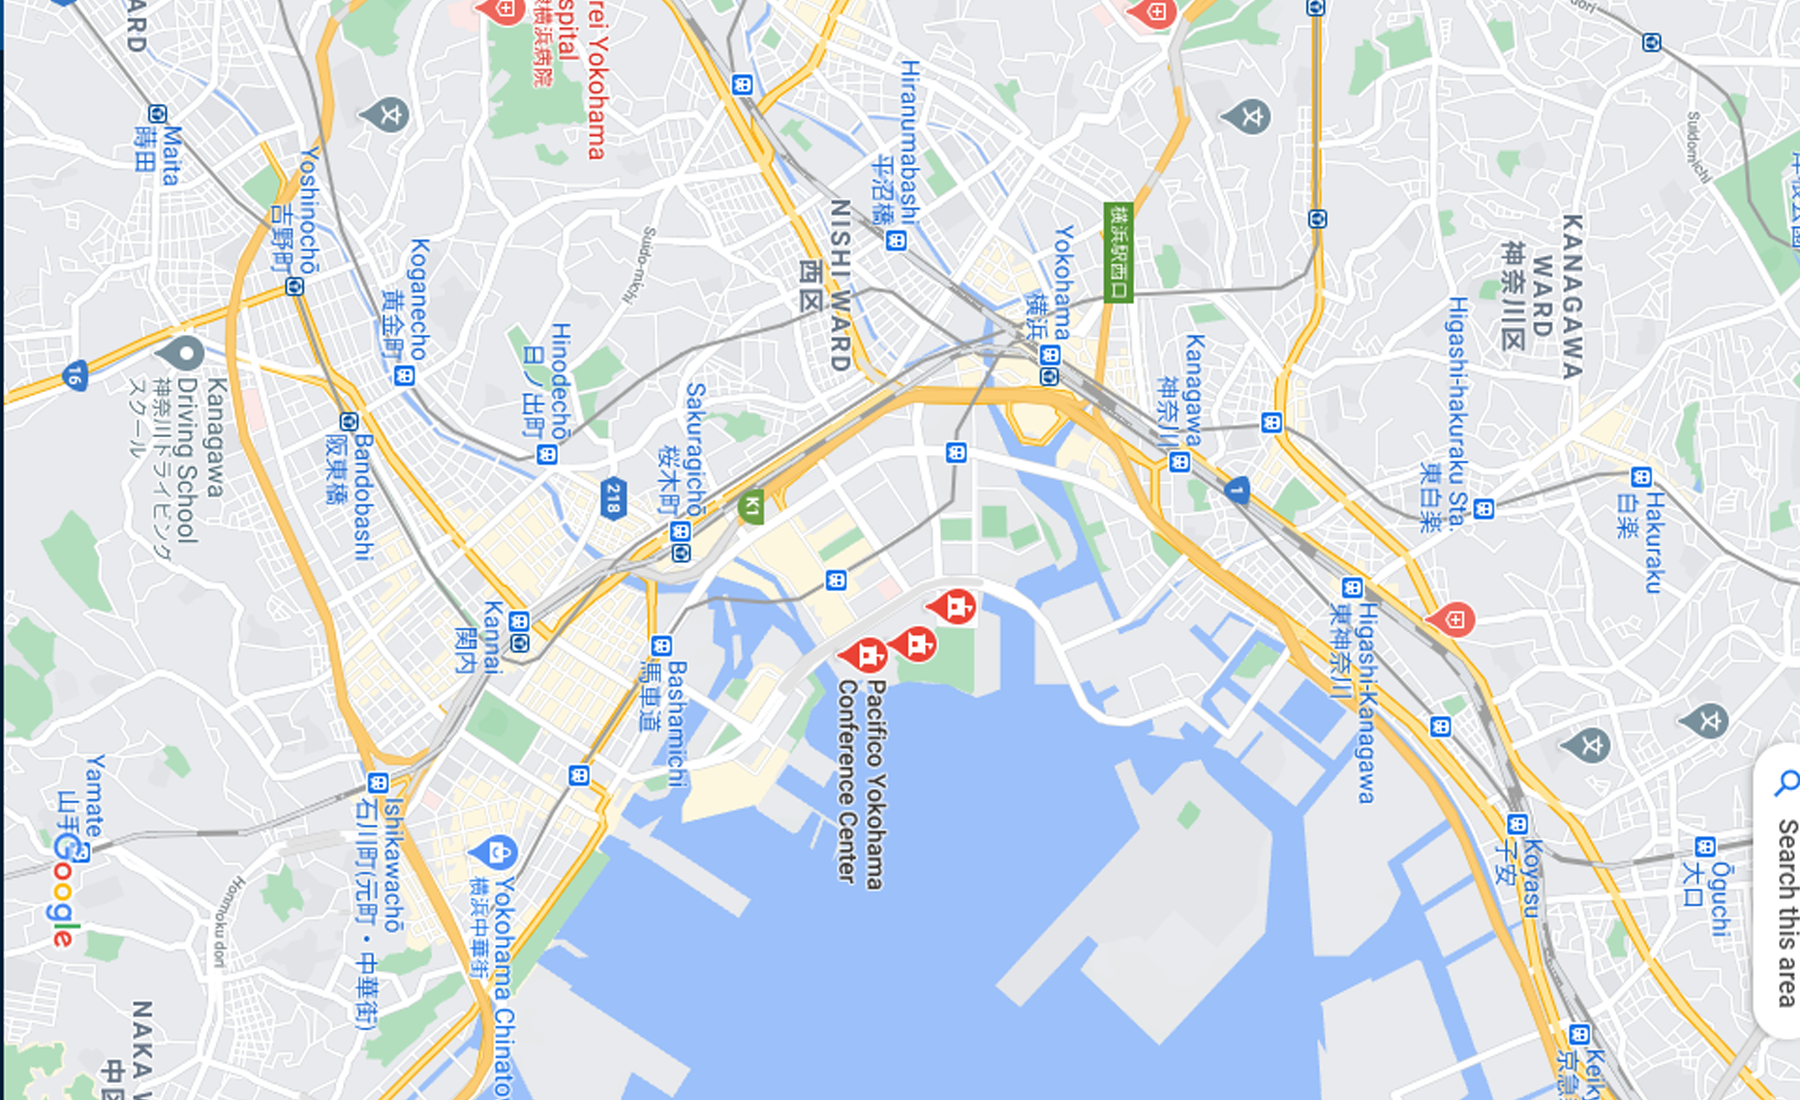 Suidomichi
dori
Hakuraku
白楽
Higashi-hakuraku Sta.
東白楽
KANAGAWA
WARD
神奈川区
Ōguchi
大口
Search this area
Koyasu
子安
Higashi-Kanagawa
東神奈川
1
Kanagawa
神奈川
横浜駅西口
Yokohama
横浜
Hiranumabashi
平沼橋
NISHI WARD
西区
Pacifico Yokohama
Conference Center
K1
Sakuragichō
桜木町
Suido-michi
218
Hinodechō
日ノ出町
Bashamichi
馬車道
rei Yokohama
spital
横浜病院
Koganecho
黄金町
Kannai
関内
Yokohama Chinatow
横浜中華街
Yoshinochō
吉野町
Bandobashi
阪東橋
Ishikawachō
石川町(元町・中華街)
Maita
蒔田
Kanagawa
Driving School
神奈川ドライビング
スクール
Honmoku dori
16
Yamate
山手
Google
NAKA W
中区
ARD
Keiky
京急